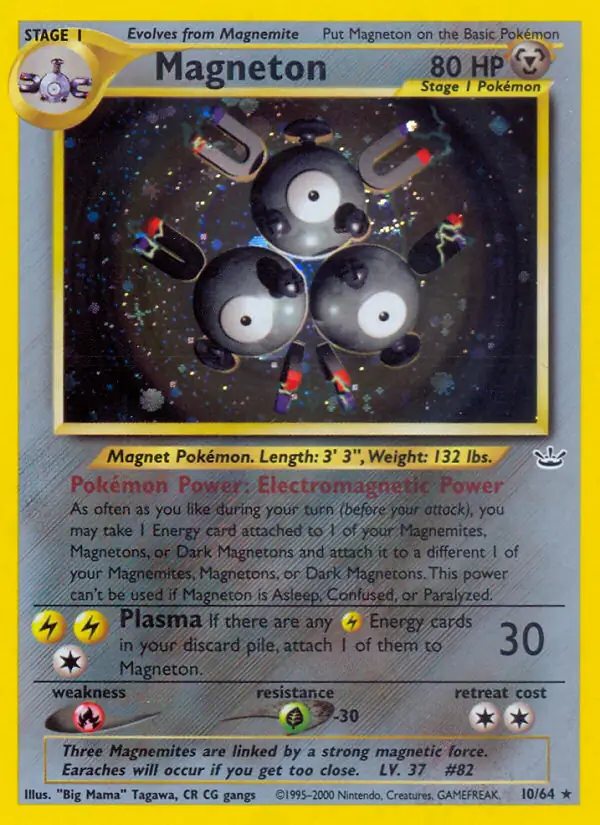 STAGE 1 Evolves from Magnemite Put Magneton on the Basic Pokémon
Magneton 80 HP
Stage 1 Pokémon
Magnet Pokémon. Length: 3' 3", Weight: 132 lbs.
Pokémon Power: Electromagnetic Power
As often as you like during your turn (before your attack), you
may take 1 Energy card attached to 1 of your Magnemites,
Magnetons, or Dark Magnetons and attach it to a different 1 of
your Magnemites, Magnetons, or Dark Magnetons. This power
can't be used if Magneton is Asleep, Confused, or Paralyzed.
Plasma If there are any Energy cards
in your discard pile, attach 1 of them to
Magneton.
30
weakness resistance retreat cost
-30
Three Magnemites are linked by a strong magnetic force.
Earaches will occur if you get too close. LV. 37 #82
Illus. "Big Mama" Tagawa, CR CG gangs ©1995-2000 Nintendo, Creatures, GAMEFREAK. 10/64 ★